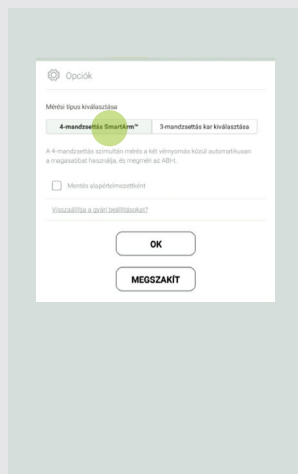 Opciók
Mérési típus kiválasztása
4-mandzsettás SmartArm™ 3-mandzsettás kar kiválasztása
A 4-mandzsettás szimultán mérés a két vérnyomás közül automatikusan
a magasabbat használja, és megméri az ABI-t.
Mentés alapértelmezettként
Visszaállítja a gyári beállításokat?
OK
MEGSZAKÍT